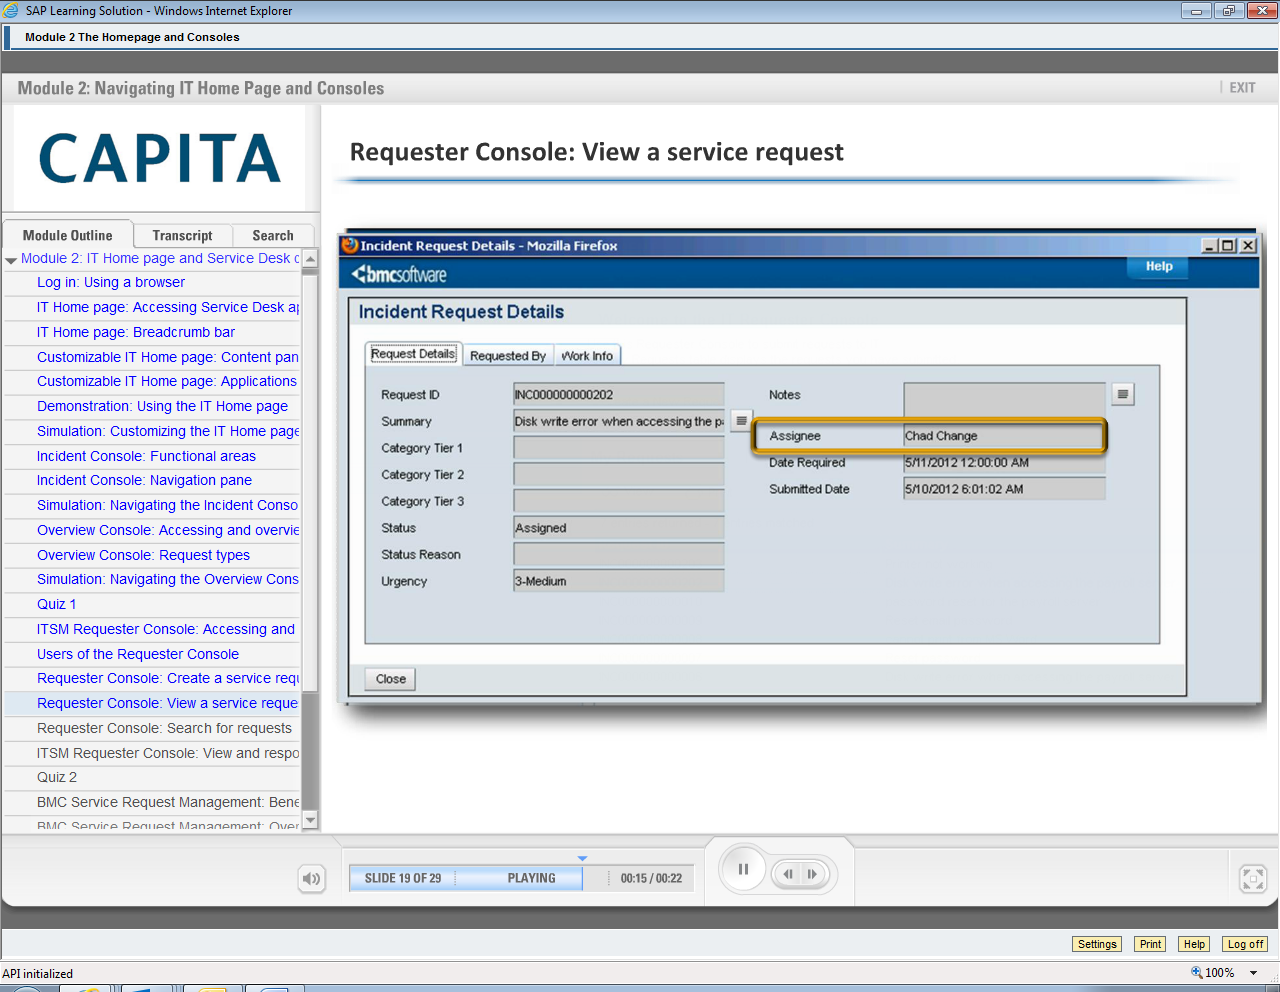 SAP Learning Solution - Windows Internet Explorer
Module 2 The Homepage and Consoles
Module 2: Navigating IT Home Page and Consoles
EXIT
CAPITA
Module Outline
Transcript
Search
Module 2: IT Home page and Service Desk c
Log in: Using a browser
IT Home page: Accessing Service Desk ap
IT Home page: Breadcrumb bar
Customizable IT Home page: Content pan
Customizable IT Home page: Applications
Demonstration: Using the IT Home page
Simulation: Customizing the IT Home page
Incident Console: Functional areas
Incident Console: Navigation pane
Simulation: Navigating the Incident Conso
Overview Console: Accessing and overvie
Overview Console: Request types
Simulation: Navigating the Overview Cons
Quiz 1
ITSM Requester Console: Accessing and
Users of the Requester Console
Requester Console: Create a service requ
Requester Console: View a service reques
Requester Console: Search for requests
ITSM Requester Console: View and respo
Quiz 2
BMC Service Request Management: Bene
BMC Service Request Management: Over
Requester Console: View a service request
Incident Request Details - Mozilla Firefox
bmcsoftware
Help
Incident Request Details
Request Details
Requested By
Work Info
Request ID INC000000000202
Summary Disk write error when accessing the pa
Category Tier 1
Category Tier 2
Category Tier 3
Status Assigned
Status Reason
Urgency 3-Medium
Notes
Assignee Chad Change
Date Required 5/11/2012 12:00:00 AM
Submitted Date 5/10/2012 6:01:02 AM
Close
SLIDE 19 OF 29
PLAYING
00:15 / 00:22
Settings
Print
Help
Log off
API initialized
100%